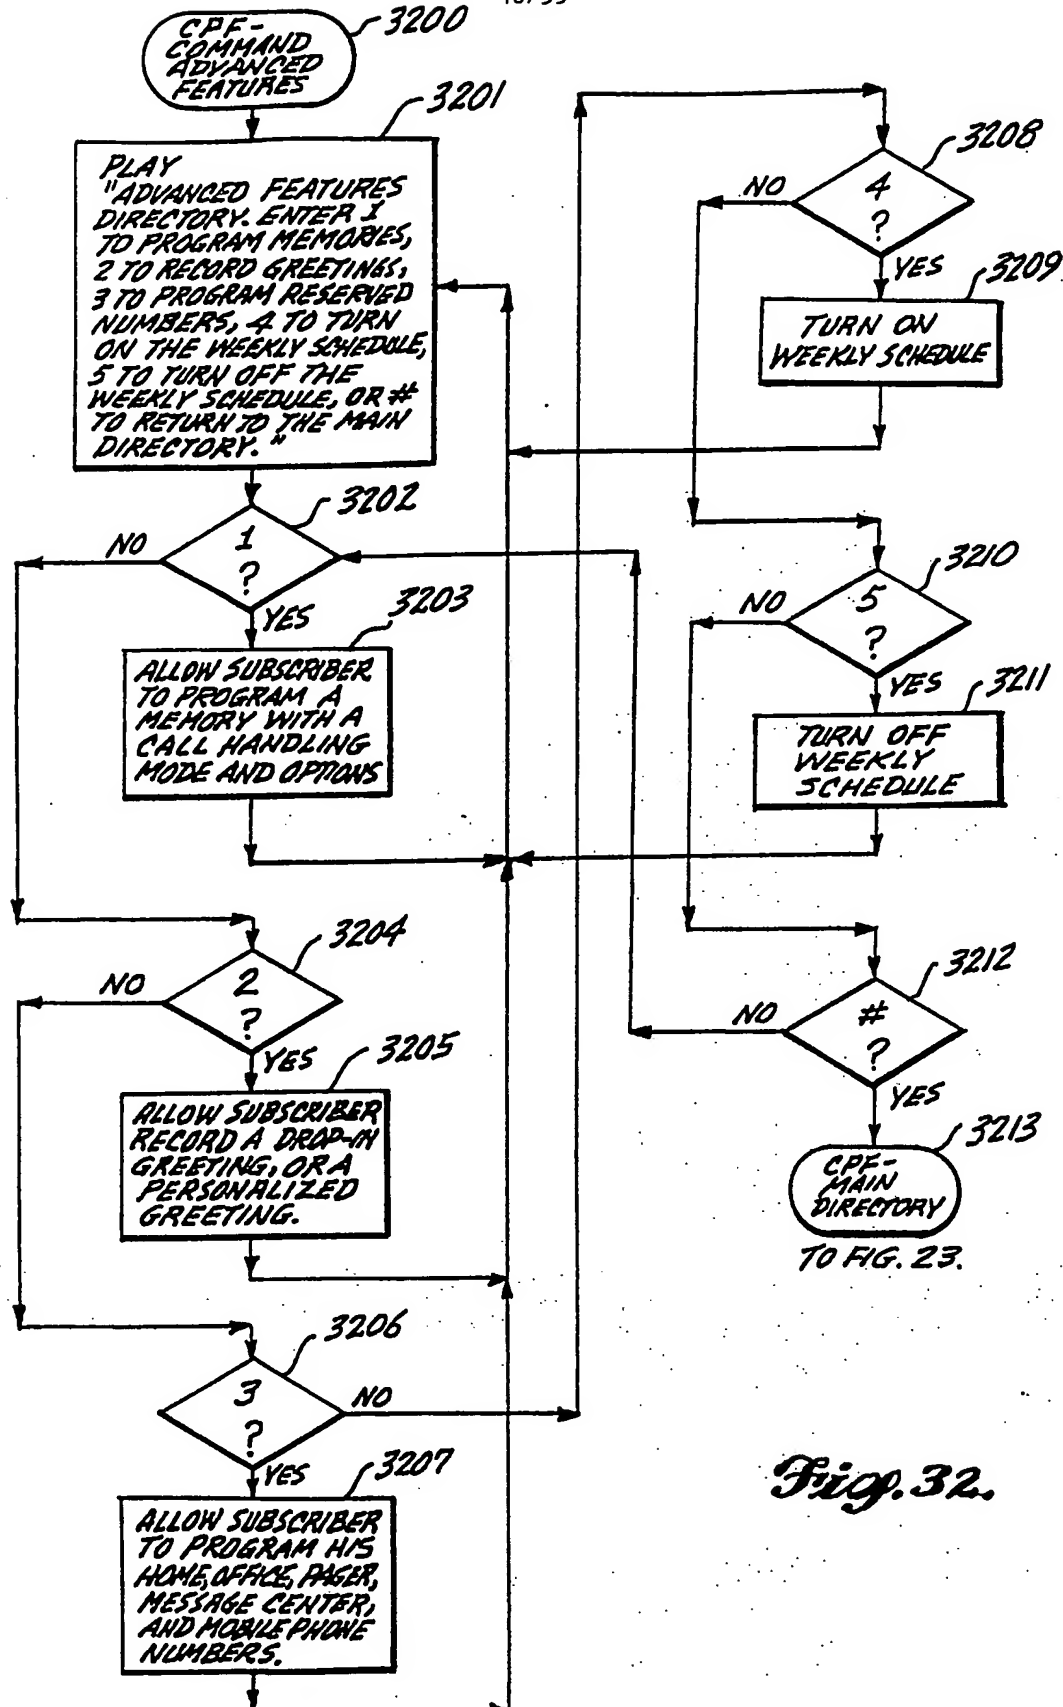 CPF-
COMMAND
ADVANCED
FEATURES
3200
3201
PLAY
"ADVANCED FEATURES
DIRECTORY. ENTER 1
TO PROGRAM MEMORIES,
2 TO RECORD GREETINGS,
3 TO PROGRAM RESERVED
NUMBERS, 4 TO TURN
ON THE WEEKLY SCHEDULE,
5 TO TURN OFF THE
WEEKLY SCHEDULE, OR #
TO RETURN TO THE MAIN
DIRECTORY."
3202
1
?
NO
YES
3203
ALLOW SUBSCRIBER
TO PROGRAM A
MEMORY WITH A
CALL HANDLING
MODE AND OPTIONS
3204
2
?
NO
YES
3205
ALLOW SUBSCRIBER
RECORD A DROP-IN
GREETING, OR A
PERSONALIZED
GREETING.
3206
3
?
NO
YES
3207
ALLOW SUBSCRIBER
TO PROGRAM HIS
HOME, OFFICE, PAGER,
MESSAGE CENTER,
AND MOBILE PHONE
NUMBERS.
3208
4
?
NO
YES
3209
TURN ON
WEEKLY SCHEDULE
3210
5
?
NO
YES
3211
TURN OFF
WEEKLY
SCHEDULE
3212
#
?
NO
YES
3213
CPF-
MAIN
DIRECTORY
TO FIG. 23.
Fig. 32.